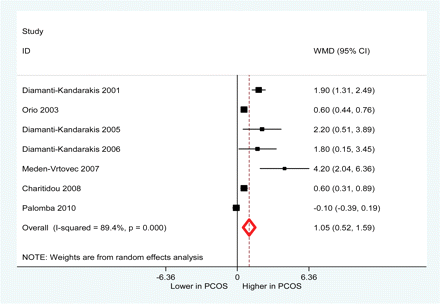 Study
ID WMD (95% CI)
Diamanti-Kandarakis 2001 1.90 (1.31, 2.49)
Orio 2003 0.60 (0.44, 0.76)
Diamanti-Kandarakis 2005 2.20 (0.51, 3.89)
Diamanti-Kandarakis 2006 1.80 (0.15, 3.45)
Meden-Vrtovec 2007 4.20 (2.04, 6.36)
Charitidou 2008 0.60 (0.31, 0.89)
Palomba 2010 -0.10 (-0.39, 0.19)
Overall (I-squared = 89.4%, p = 0.000) 1.05 (0.52, 1.59)
NOTE: Weights are from random effects analysis
-6.36 0 6.36
Lower in PCOS Higher in PCOS